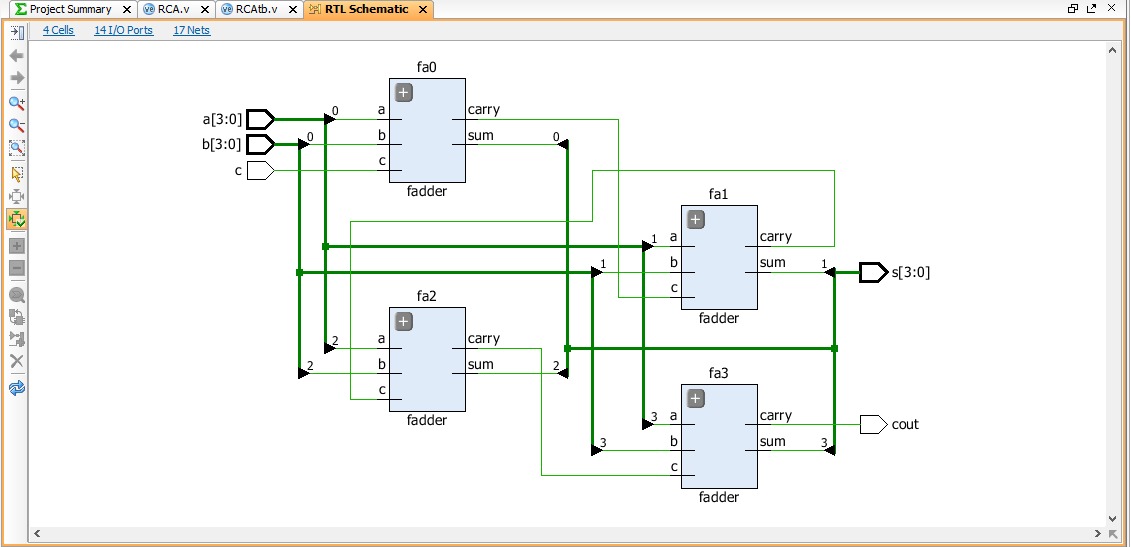 Project Summary
RCA.v
RCAtb.v
RTL Schematic
4 Cells
14 I/O Ports
17 Nets
fa0
a[3:0]
0
a
carry
b[3:0]
0
b
sum
0
c
c
fadder
fa1
1
a
carry
1
b
sum
1
s[3:0]
c
fadder
fa2
2
a
carry
2
b
sum
2
c
fadder
fa3
3
a
carry
cout
3
b
sum
3
c
fadder